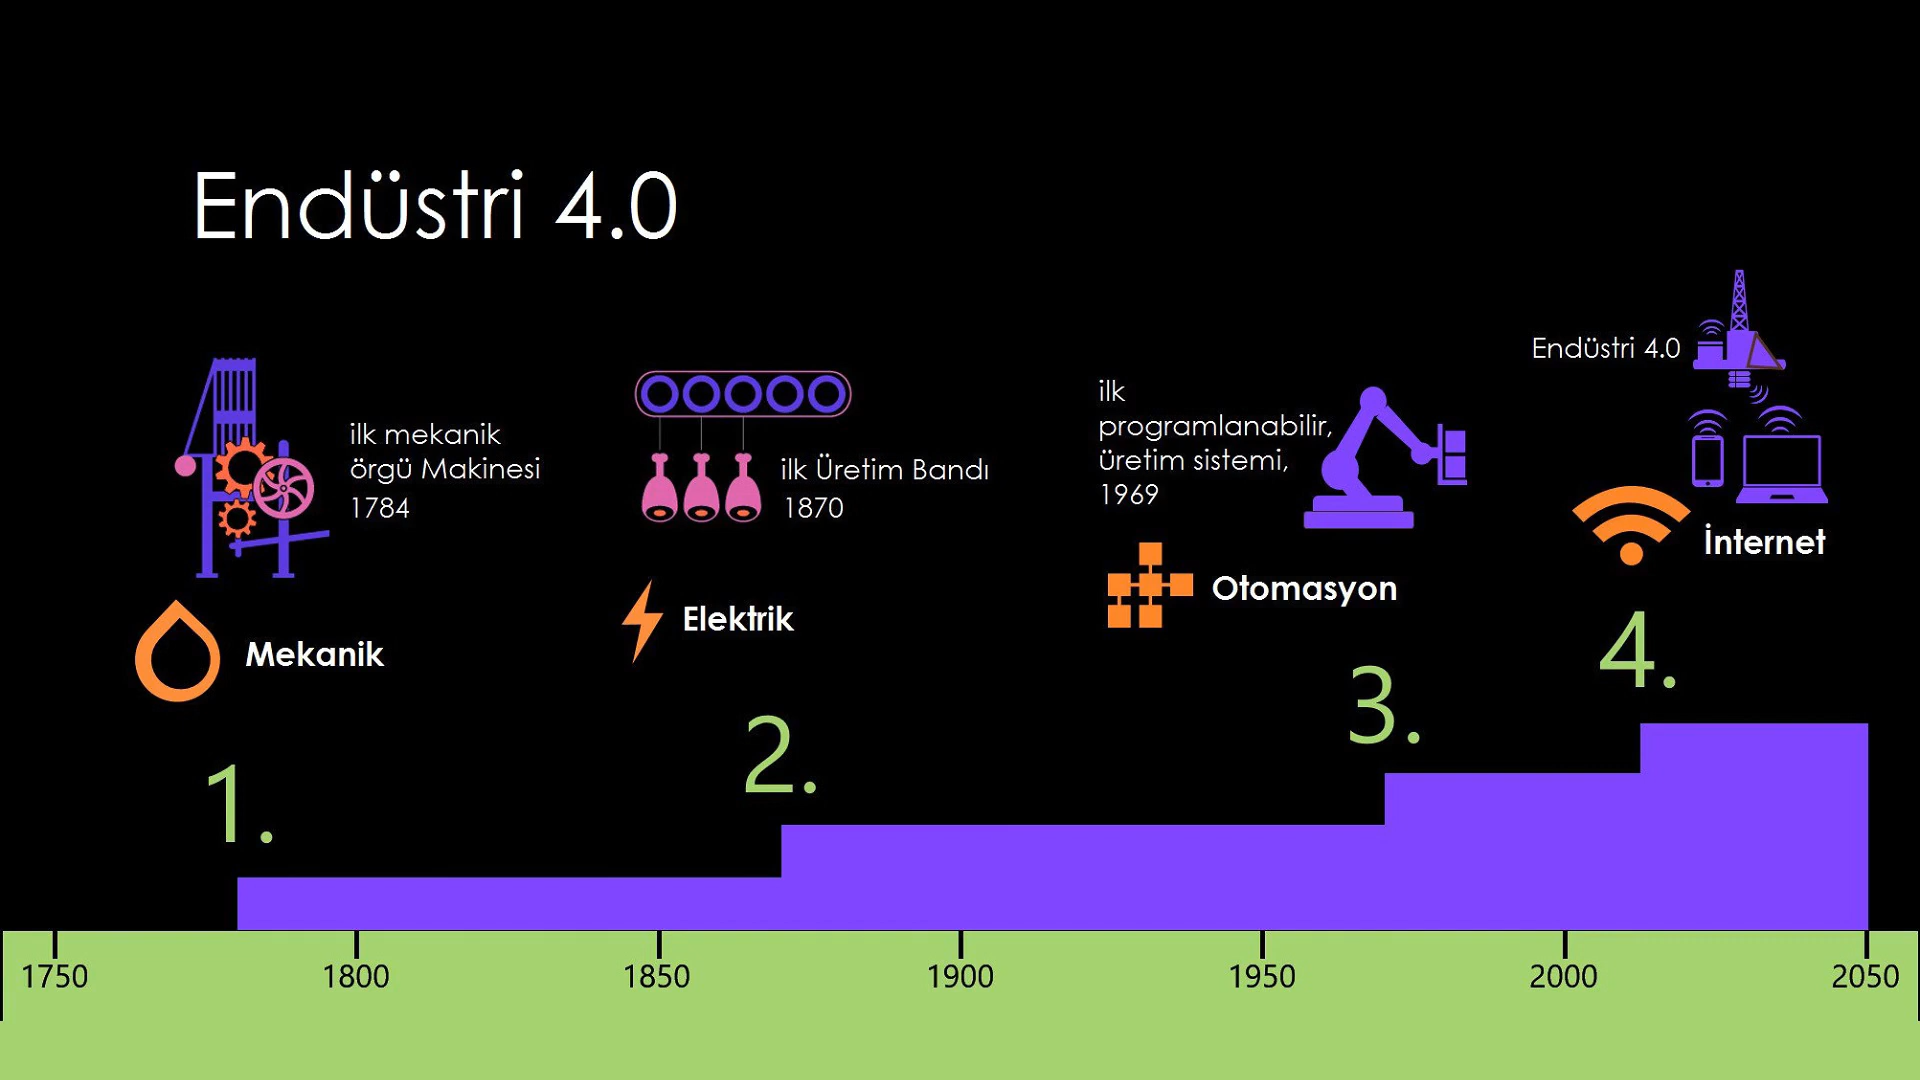 Endüstri 4.0
ilk mekanik
örgü Makinesi
1784
Mekanik
1.
ilk Üretim Bandı
1870
Elektrik
2.
ilk
programlanabilir,
üretim sistemi,
1969
Otomasyon
3.
Endüstri 4.0
İnternet
4.
1750 1800 1850 1900 1950 2000 2050